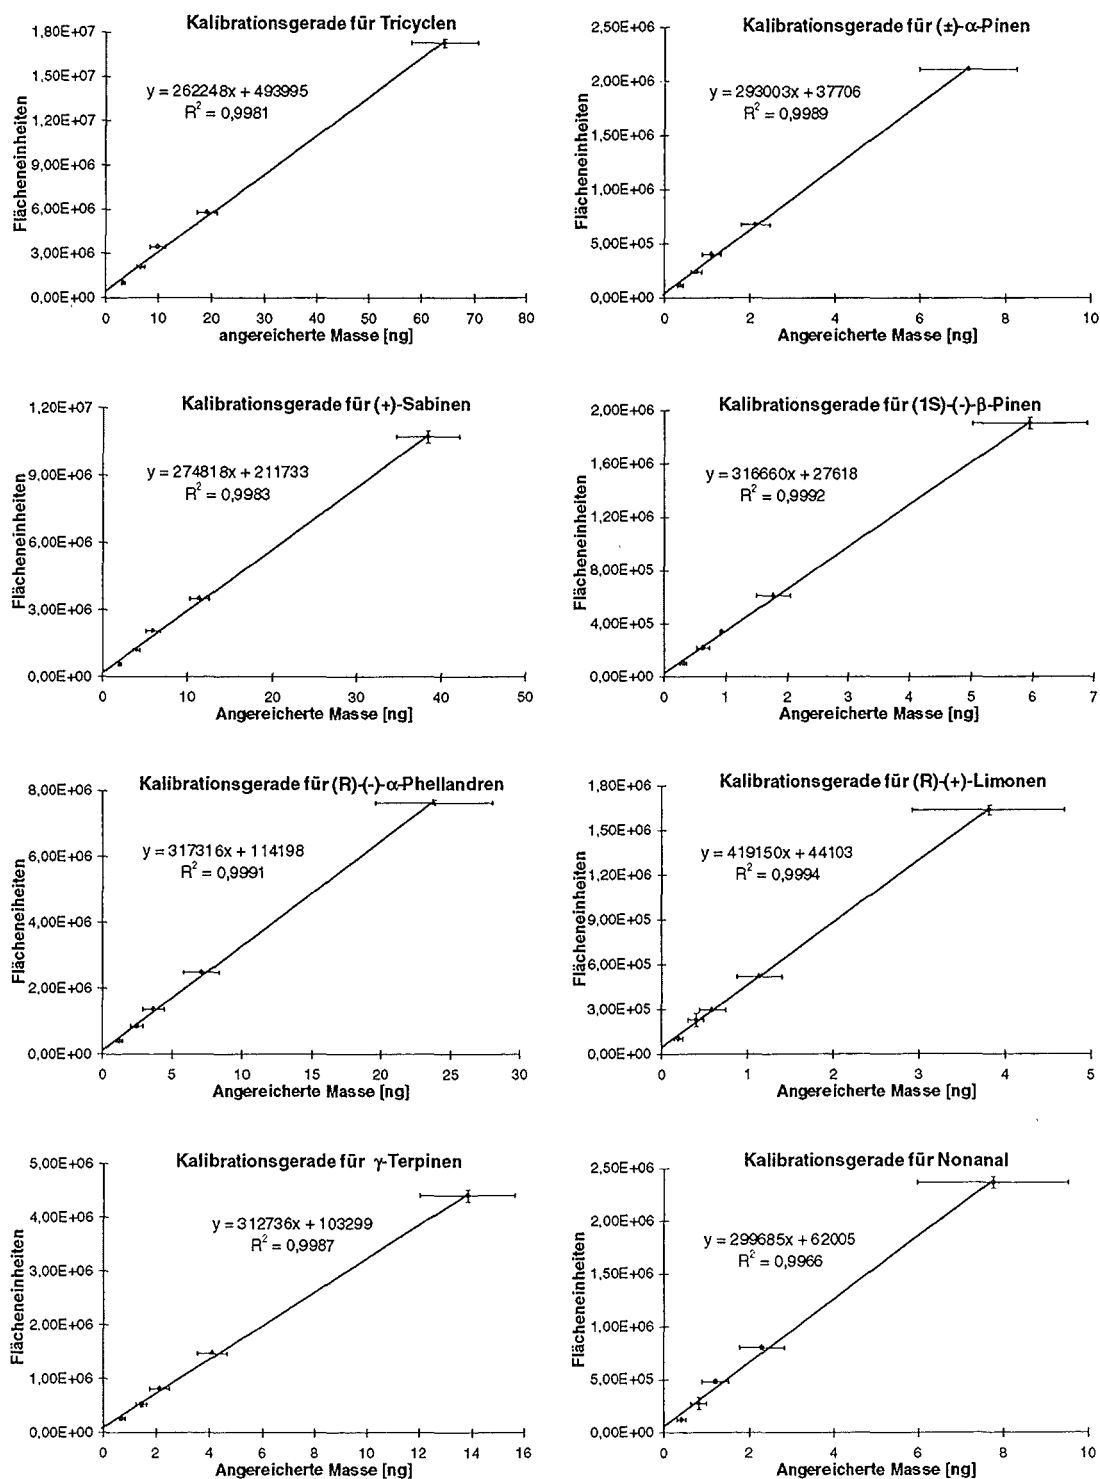 Kalibrationsgerade für Tricyclen
1,80E+07
1,50E+07
1,20E+07
9,00E+06
6,00E+06
3,00E+06
0,00E+00
Flächeneinheiten
y = 262248x + 493995
R² = 0,9981
0 10 20 30 40 50 60 70 80
angereicherte Masse [ng]
Kalibrationsgerade für (±)-α-Pinen
2,50E+06
2,00E+06
1,50E+06
1,00E+06
5,00E+05
0,00E+00
Flächeneinheiten
y = 293003x + 37706
R² = 0,9989
0 2 4 6 8 10
Angereicherte Masse [ng]
Kalibrationsgerade für (+)-Sabinen
1,20E+07
9,00E+06
6,00E+06
3,00E+06
0,00E+00
Flächeneinheiten
y = 274818x + 211733
R² = 0,9983
0 10 20 30 40 50
Angereicherte Masse [ng]
Kalibrationsgerade für (1S)-(-)-β-Pinen
2,00E+06
1,60E+06
1,20E+06
8,00E+05
4,00E+05
0,00E+00
Flächeneinheiten
y = 316660x + 27618
R² = 0,9992
0 1 2 3 4 5 6 7
Angereicherte Masse [ng]
Kalibrationsgerade für (R)-(-)-α-Phellandren
8,00E+06
6,00E+06
4,00E+06
2,00E+06
0,00E+00
Flächeneiheiten
y = 317316x + 114198
R² = 0,9991
0 5 10 15 20 25 30
Angereicherte Masse [ng]
Kalibrationsgerade für (R)-(+)-Limonen
1,80E+06
1,50E+06
1,20E+06
9,00E+05
6,00E+05
3,00E+05
0,00E+00
Flächeneinheiten
y = 419150x + 44103
R² = 0,9994
0 1 2 3 4 5
Angereicherte Masse [ng]
Kalibrationsgerade für γ-Terpinen
5,00E+06
4,00E+06
3,00E+06
2,00E+06
1,00E+06
0,00E+00
Flächeneinheiten
y = 312736x + 103299
R² = 0,9987
0 2 4 6 8 10 12 14 16
Angereicherte Masse [ng]
Kalibrationsgerade für Nonanal
2,50E+06
2,00E+06
1,50E+06
1,00E+06
5,00E+05
0,00E+00
Flächeneinheiten
y = 299685x + 62005
R² = 0,9966
0 2 4 6 8 10
Angereicherte Masse [ng]